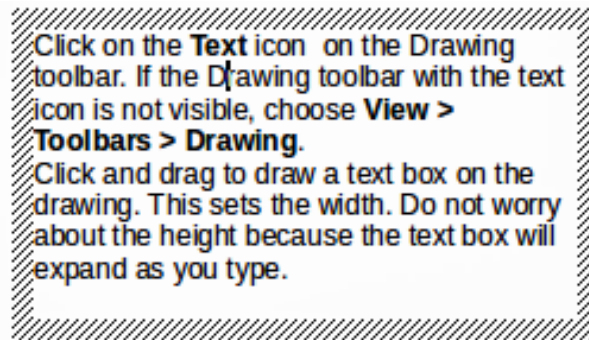 Click on the Text icon  on the Drawing
toolbar. If the Drawing toolbar with the text
icon is not visible, choose View >
Toolbars > Drawing.
Click and drag to draw a text box on the
drawing. This sets the width. Do not worry
about the height because the text box will
expand as you type.